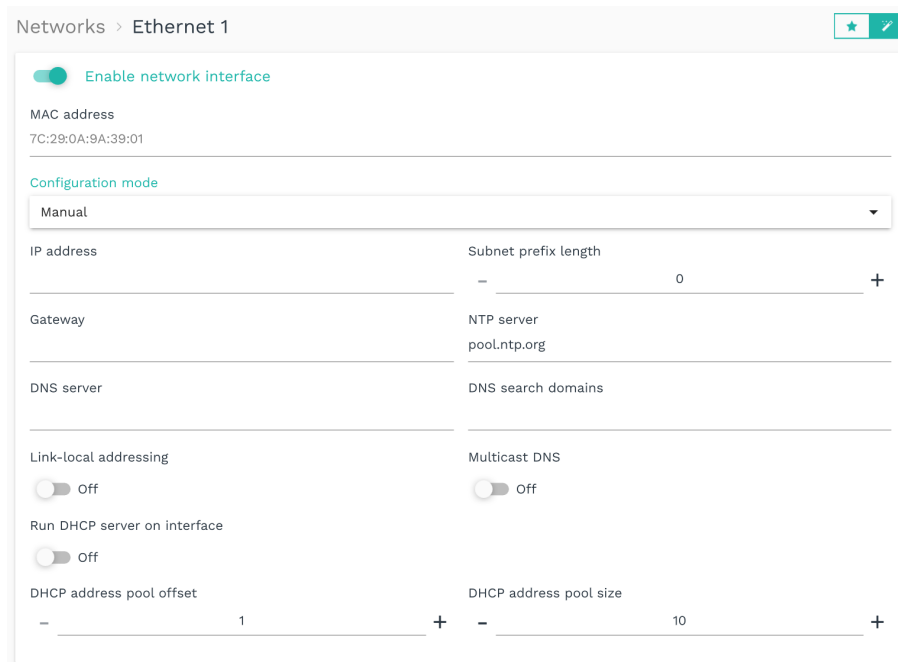 Networks > Ethernet 1
Enable network interface
MAC address
7C:29:0A:9A:39:01
Configuration mode
Manual
IP address
Subnet prefix length
0
Gateway
NTP server
pool.ntp.org
DNS server
DNS search domains
Link-local addressing
Multicast DNS
Off
Off
Run DHCP server on interface
Off
DHCP address pool offset
DHCP address pool size
1
10